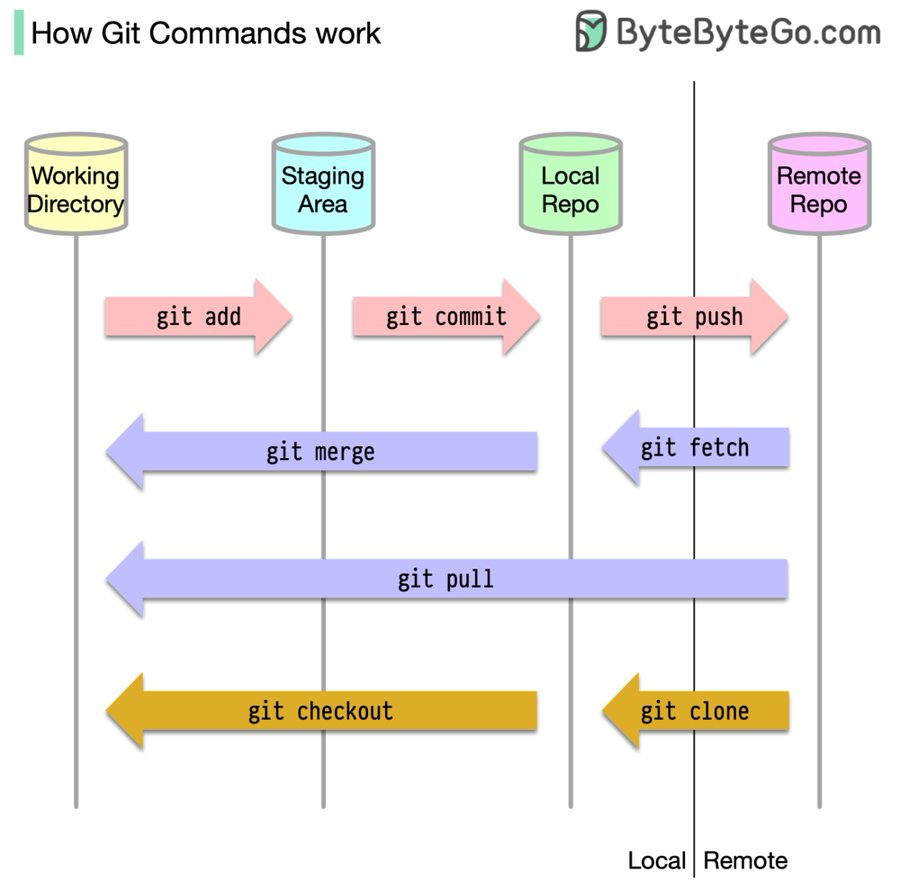 How Git Commands work
ByteByteGo.com
Working
Directory
Staging
Area
Local
Repo
Remote
Repo
git add
git commit
git push
git merge
git fetch
git pull
git checkout
git clone
Local
Remote